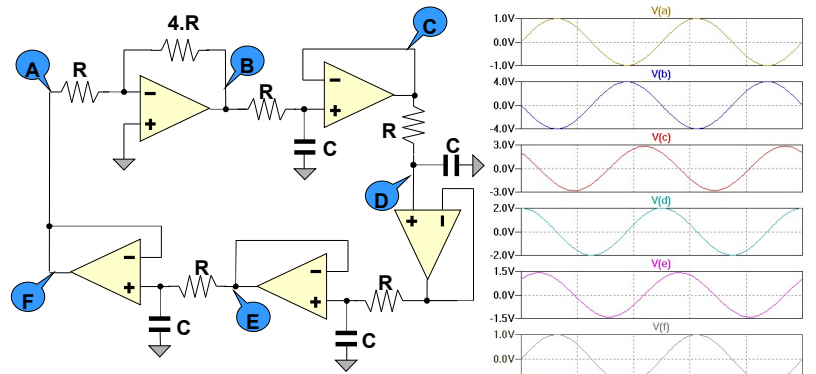 4.R
A
R
B
−
+
R
C
−
+
C
R
C
D
+
−
F
−
+
C
R
E
−
+
C
R
V(a)
1.0V
0.0V
-1.0V
V(b)
4.0V
0.0V
-4.0V
V(c)
3.0V
0.0V
-3.0V
V(d)
2.0V
0.0V
-2.0V
V(e)
1.5V
0.0V
-1.5V
V(f)
1.0V
0.0V